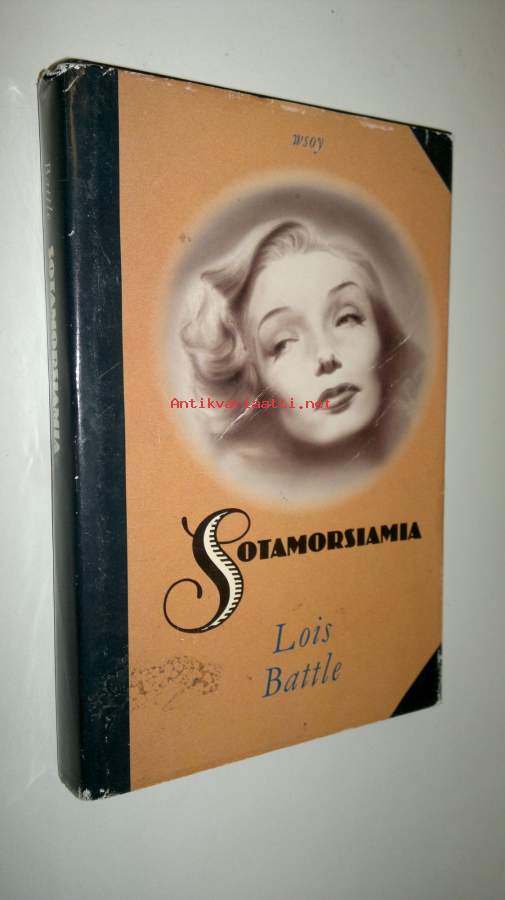 wsoy
Antikvariaatti.net
SOTAMORSIAMIA
Lois
Battle
Battle SOTAMORSIAMIA